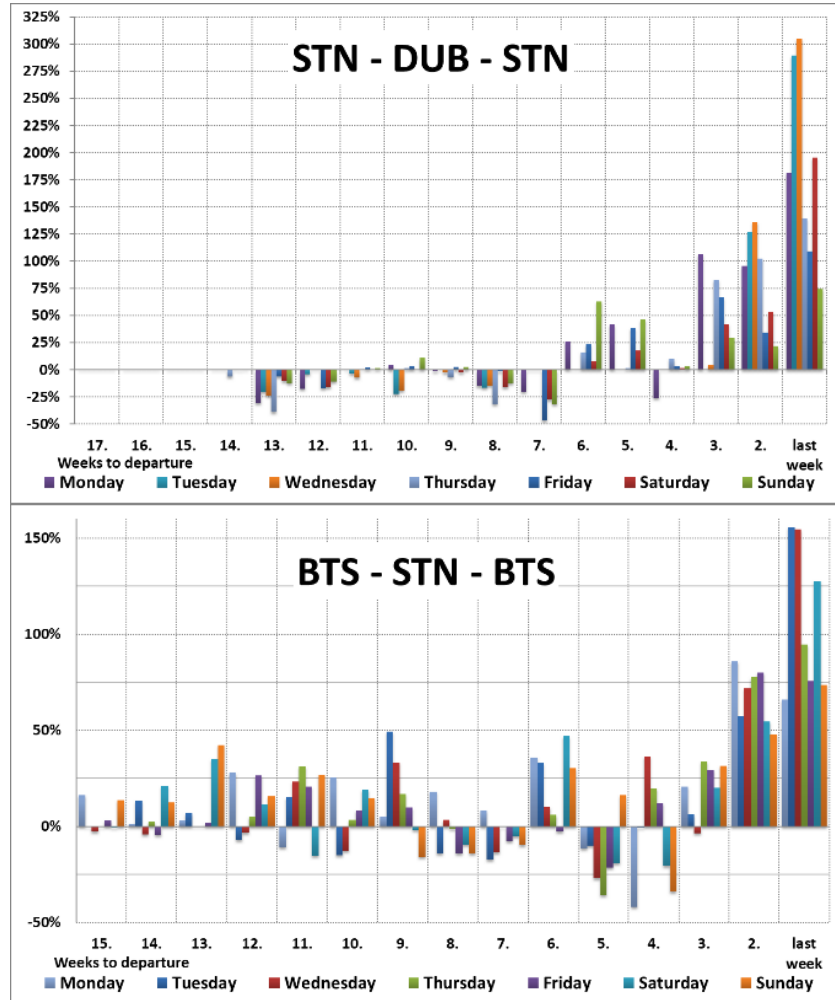 325%
300%
275%
250%
225%
200%
175%
150%
125%
100%
75%
50%
25%
0%
-25%
-50%
STN - DUB - STN
17. 16. 15. 14. 13. 12. 11. 10. 9. 8. 7. 6. 5. 4. 3. 2. last
Weeks to departure week
Monday Tuesday Wednesday Thursday Friday Saturday Sunday
150%
100%
50%
0%
-50%
BTS - STN - BTS
15. 14. 13. 12. 11. 10. 9. 8. 7. 6. 5. 4. 3. 2. last
Weeks to departure week
Monday Tuesday Wednesday Thursday Friday Saturday Sunday